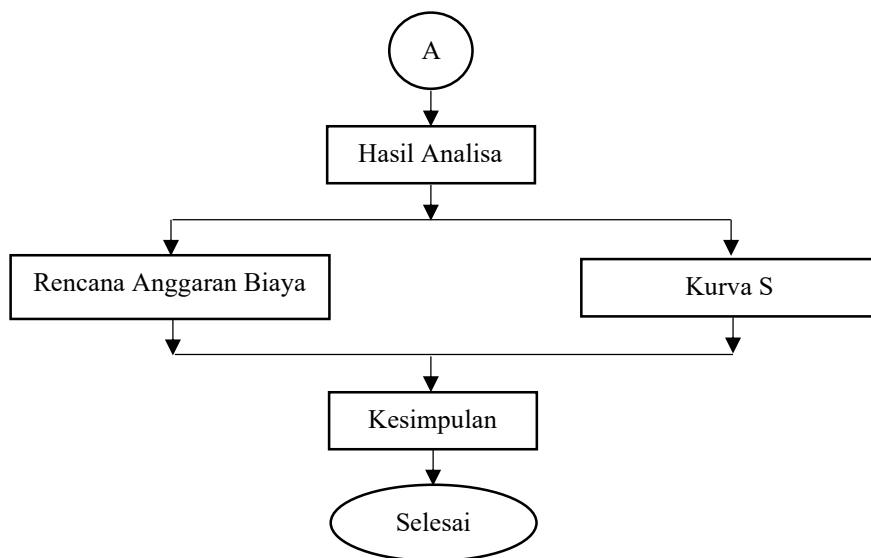 A
Hasil Analisa
Rencana Anggaran Biaya
Kurva S
Kesimpulan
Selesai